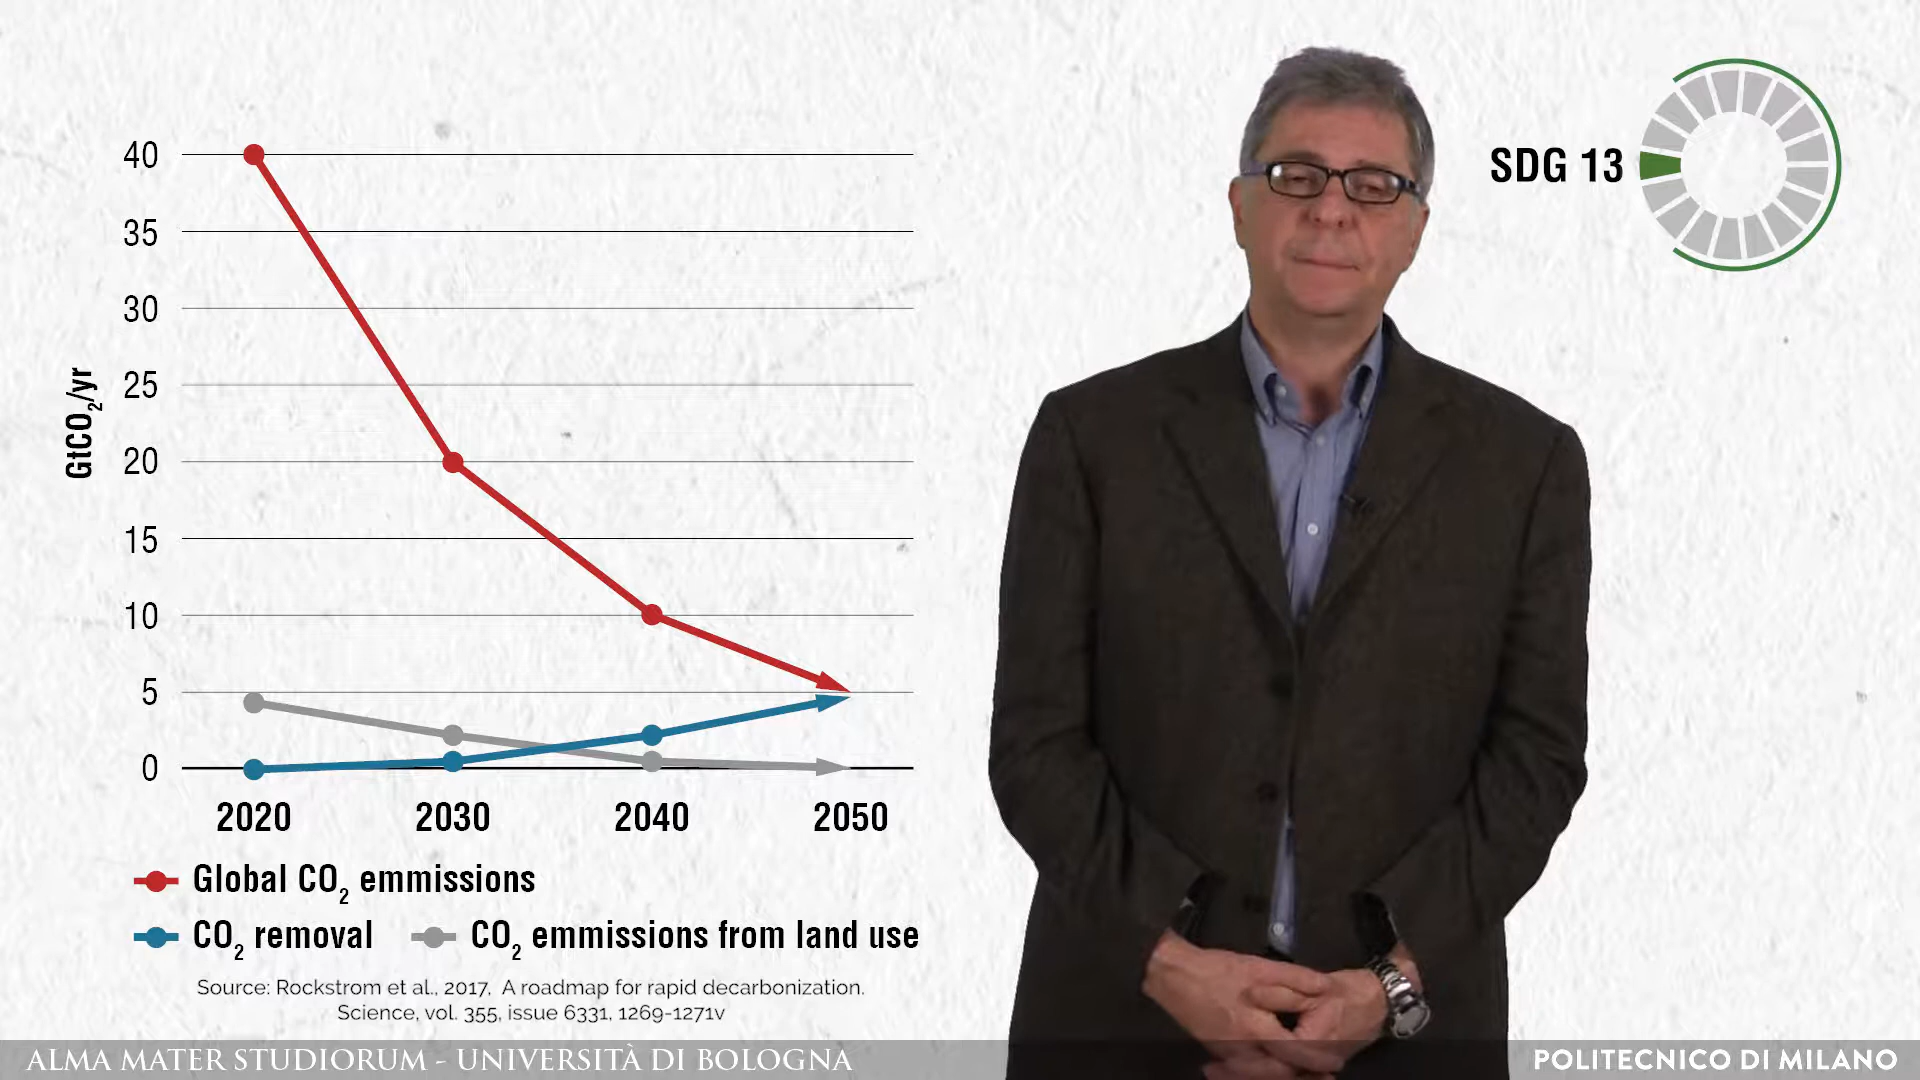 SDG 13
40
35
30
25
20
15
10
5
0
GtCO₂/yr
2020 2030 2040 2050
Global CO₂ emmissions
CO₂ removal CO₂ emmissions from land use
Source: Rockstrom et al., 2017, A roadmap for rapid decarbonization.
Science, vol. 355, issue 6331, 1269-1271v
ALMA MATER STUDIORUM - UNIVERSITÀ DI BOLOGNA
POLITECNICO DI MILANO